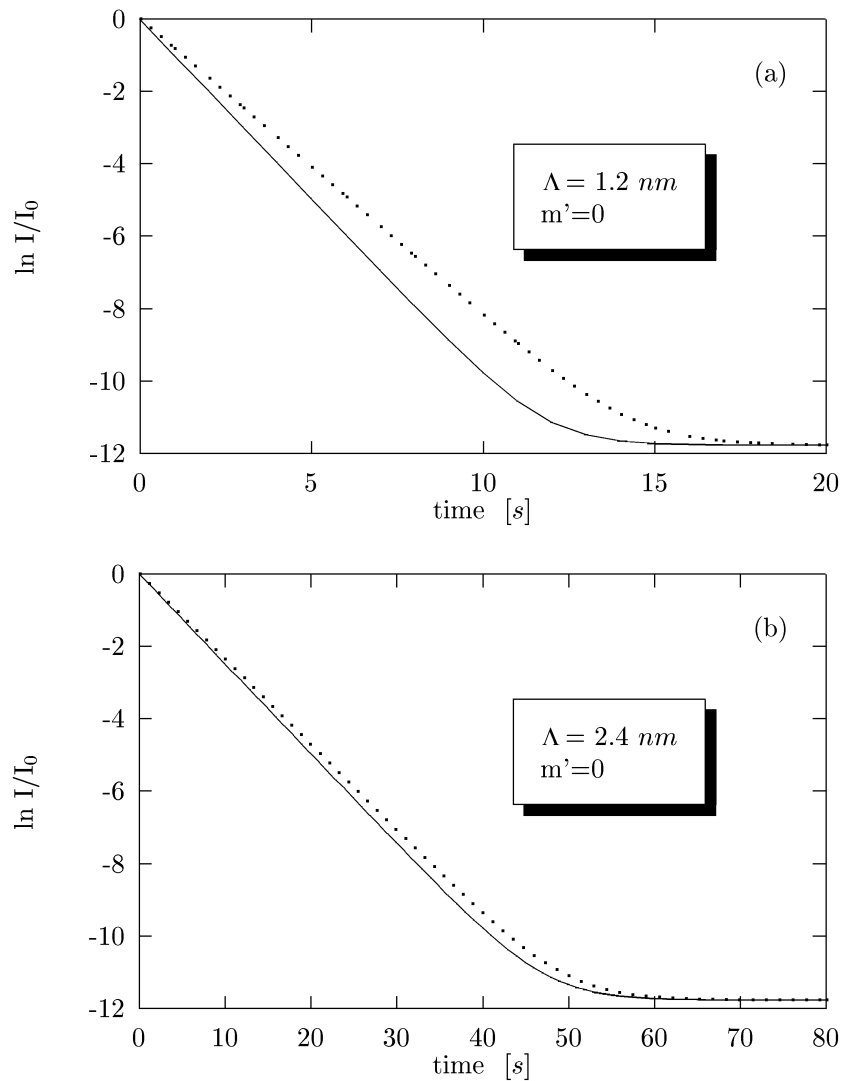 0
-2
-4
-6
-8
-10
-12
ln I/I₀
(a)
Λ = 1.2 nm
m'=0
0 5 10 15 20
time [s]
0
-2
-4
-6
-8
-10
-12
ln I/I₀
(b)
Λ = 2.4 nm
m'=0
0 10 20 30 40 50 60 70 80
time [s]